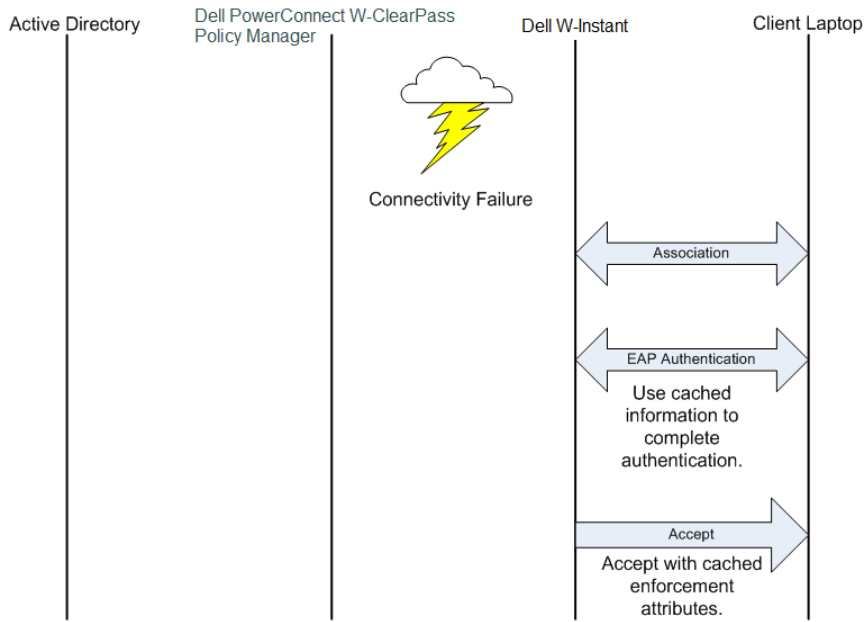 Active Directory
Dell PowerConnect W-ClearPass
Policy Manager
Dell W-Instant
Client Laptop
Connectivity Failure
Association
EAP Authentication
Use cached
information to
complete
authentication.
Accept
Accept with cached
enforcement
attributes.